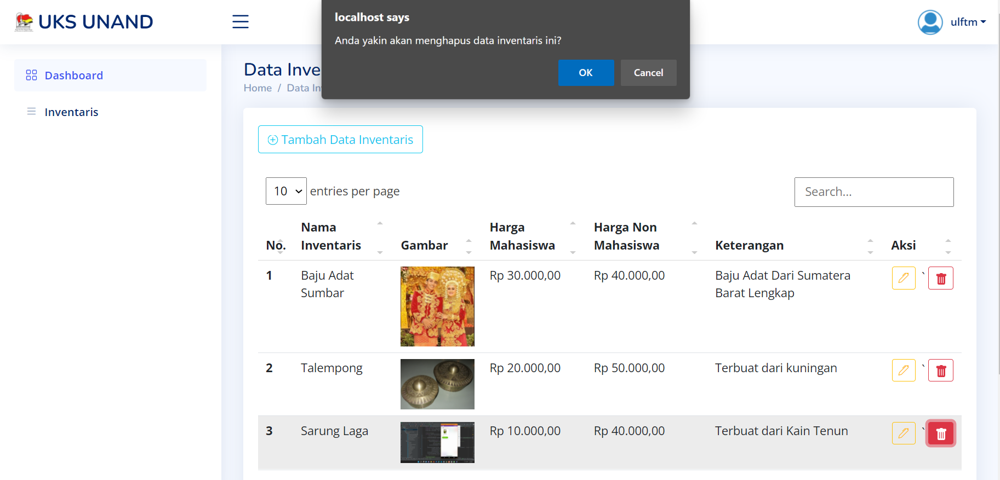 UKS UNAND
localhost says
Anda yakin akan menghapus data inventaris ini?
OK
Cancel
ulftm
Dashboard
Inventaris
Data Inve
Home / Data In
Tambah Data Inventaris
10 entries per page
Search...
No.
Nama
Inventaris
Gambar
Harga
Mahasiswa
Harga Non
Mahasiswa
Keterangan
Aksi
1
Baju Adat
Sumbar
Rp 30.000,00
Rp 40.000,00
Baju Adat Dari Sumatera
Barat Lengkap
`
2
Talempong
Rp 20.000,00
Rp 50.000,00
Terbuat dari kuningan
`
3
Sarung Laga
Rp 10.000,00
Rp 40.000,00
Terbuat dari Kain Tenun
`